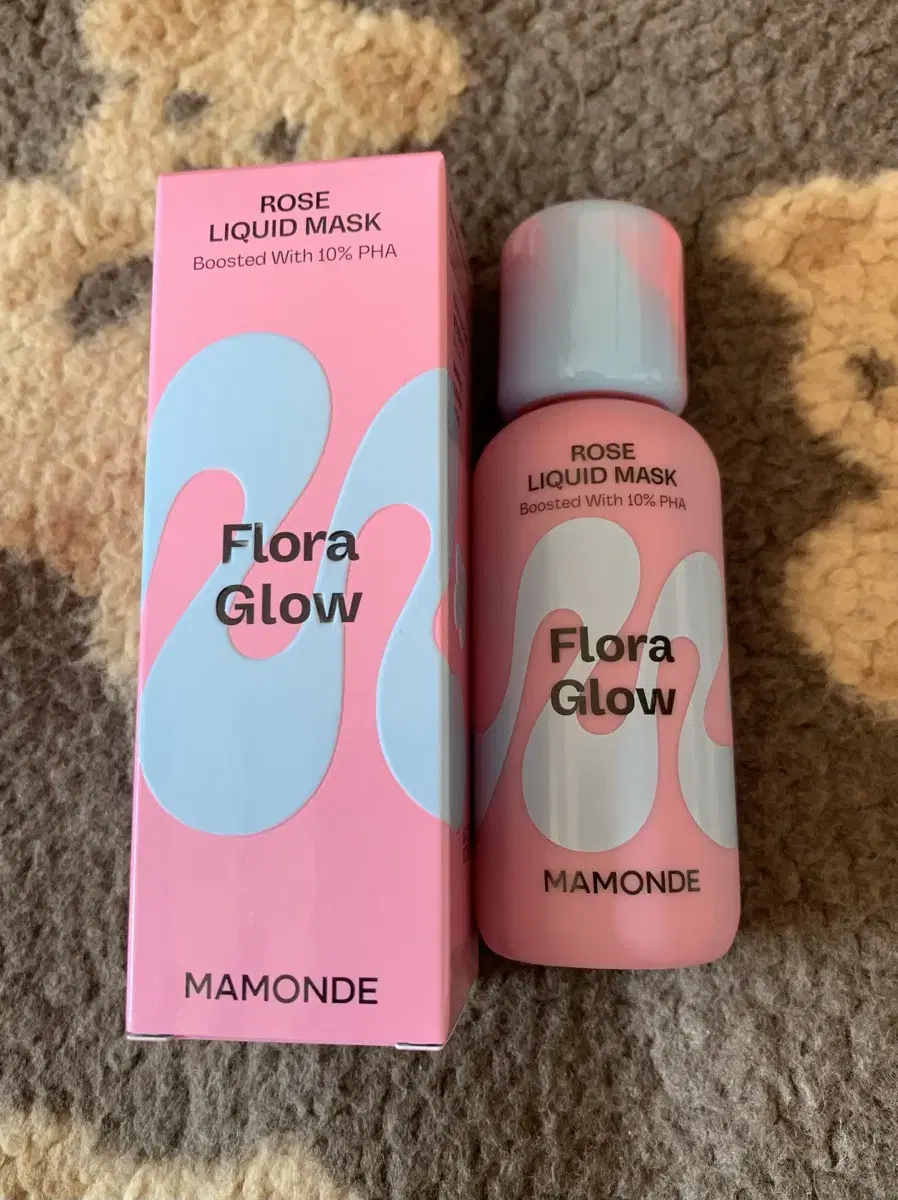 ROSE
LIQUID MASK
Boosted With 10% PHA
Flora
Glow
MAMONDE
ROSE
LIQUID MASK
Boosted With 10% PHA
Flora
Glow
MAMONDE